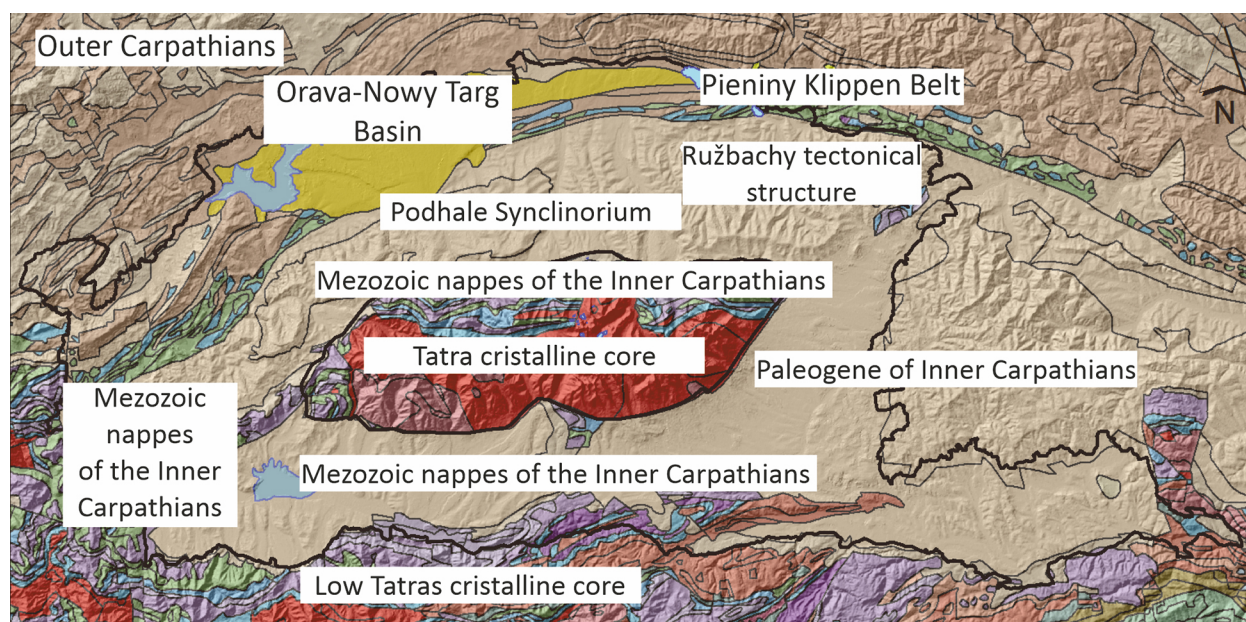 Outer Carpathians
Orava-Nowy Targ
Basin
Pieniny Klippen Belt
N
Ružbachy tectonical
structure
Podhale Synclinorium
Mezozoic nappes of the Inner Carpathians
Tatra cristalline core
Paleogene of Inner Carpathians
Mezozoic
nappes
of the Inner
Carpathians
Mezozoic nappes of the Inner Carpathians
Low Tatras cristalline core